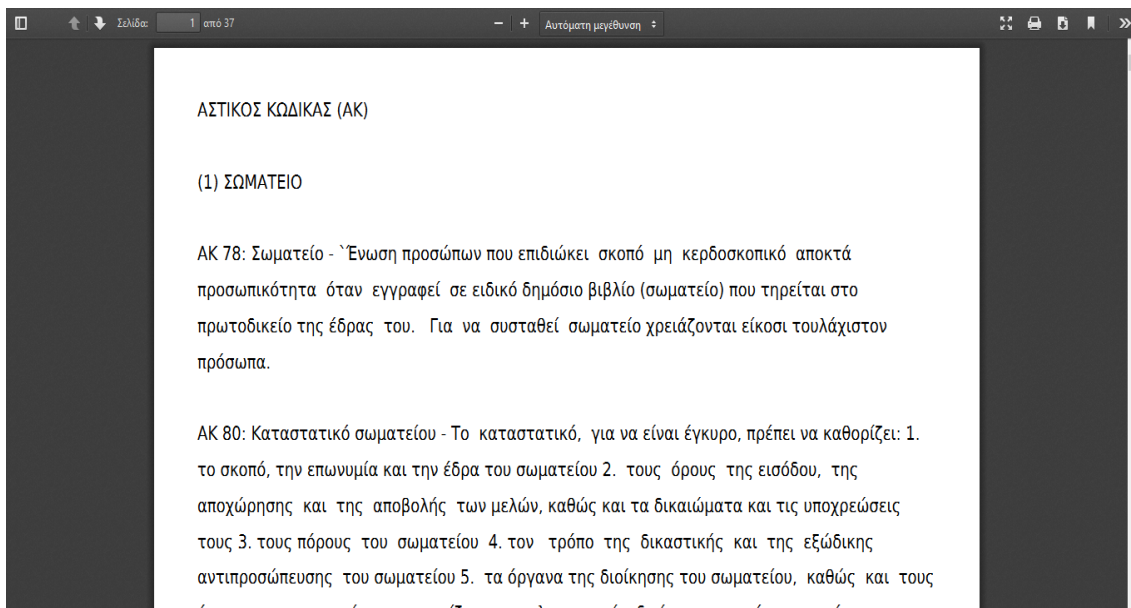 Σελίδα: 1 από 37 − + Αυτόματη μεγέθυνση
ΑΣΤΙΚΟΣ ΚΩΔΙΚΑΣ (ΑΚ)
(1) ΣΩΜΑΤΕΙΟ
ΑΚ 78: Σωματείο - `Ένωση προσώπων που επιδιώκει σκοπό μη κερδοσκοπικό αποκτά
προσωπικότητα όταν εγγραφεί σε ειδικό δημόσιο βιβλίο (σωματείο) που τηρείται στο
πρωτοδικείο της έδρας του. Για να συσταθεί σωματείο χρειάζονται είκοσι τουλάχιστον
πρόσωπα.
ΑΚ 80: Καταστατικό σωματείου - Το καταστατικό, για να είναι έγκυρο, πρέπει να καθορίζει: 1.
το σκοπό, την επωνυμία και την έδρα του σωματείου 2. τους όρους της εισόδου, της
αποχώρησης και της αποβολής των μελών, καθώς και τα δικαιώματα και τις υποχρεώσεις
τους 3. τους πόρους του σωματείου 4. τον τρόπο της δικαστικής και της εξώδικης
αντιπροσώπευσης του σωματείου 5. τα όργανα της διοίκησης του σωματείου, καθώς και τους